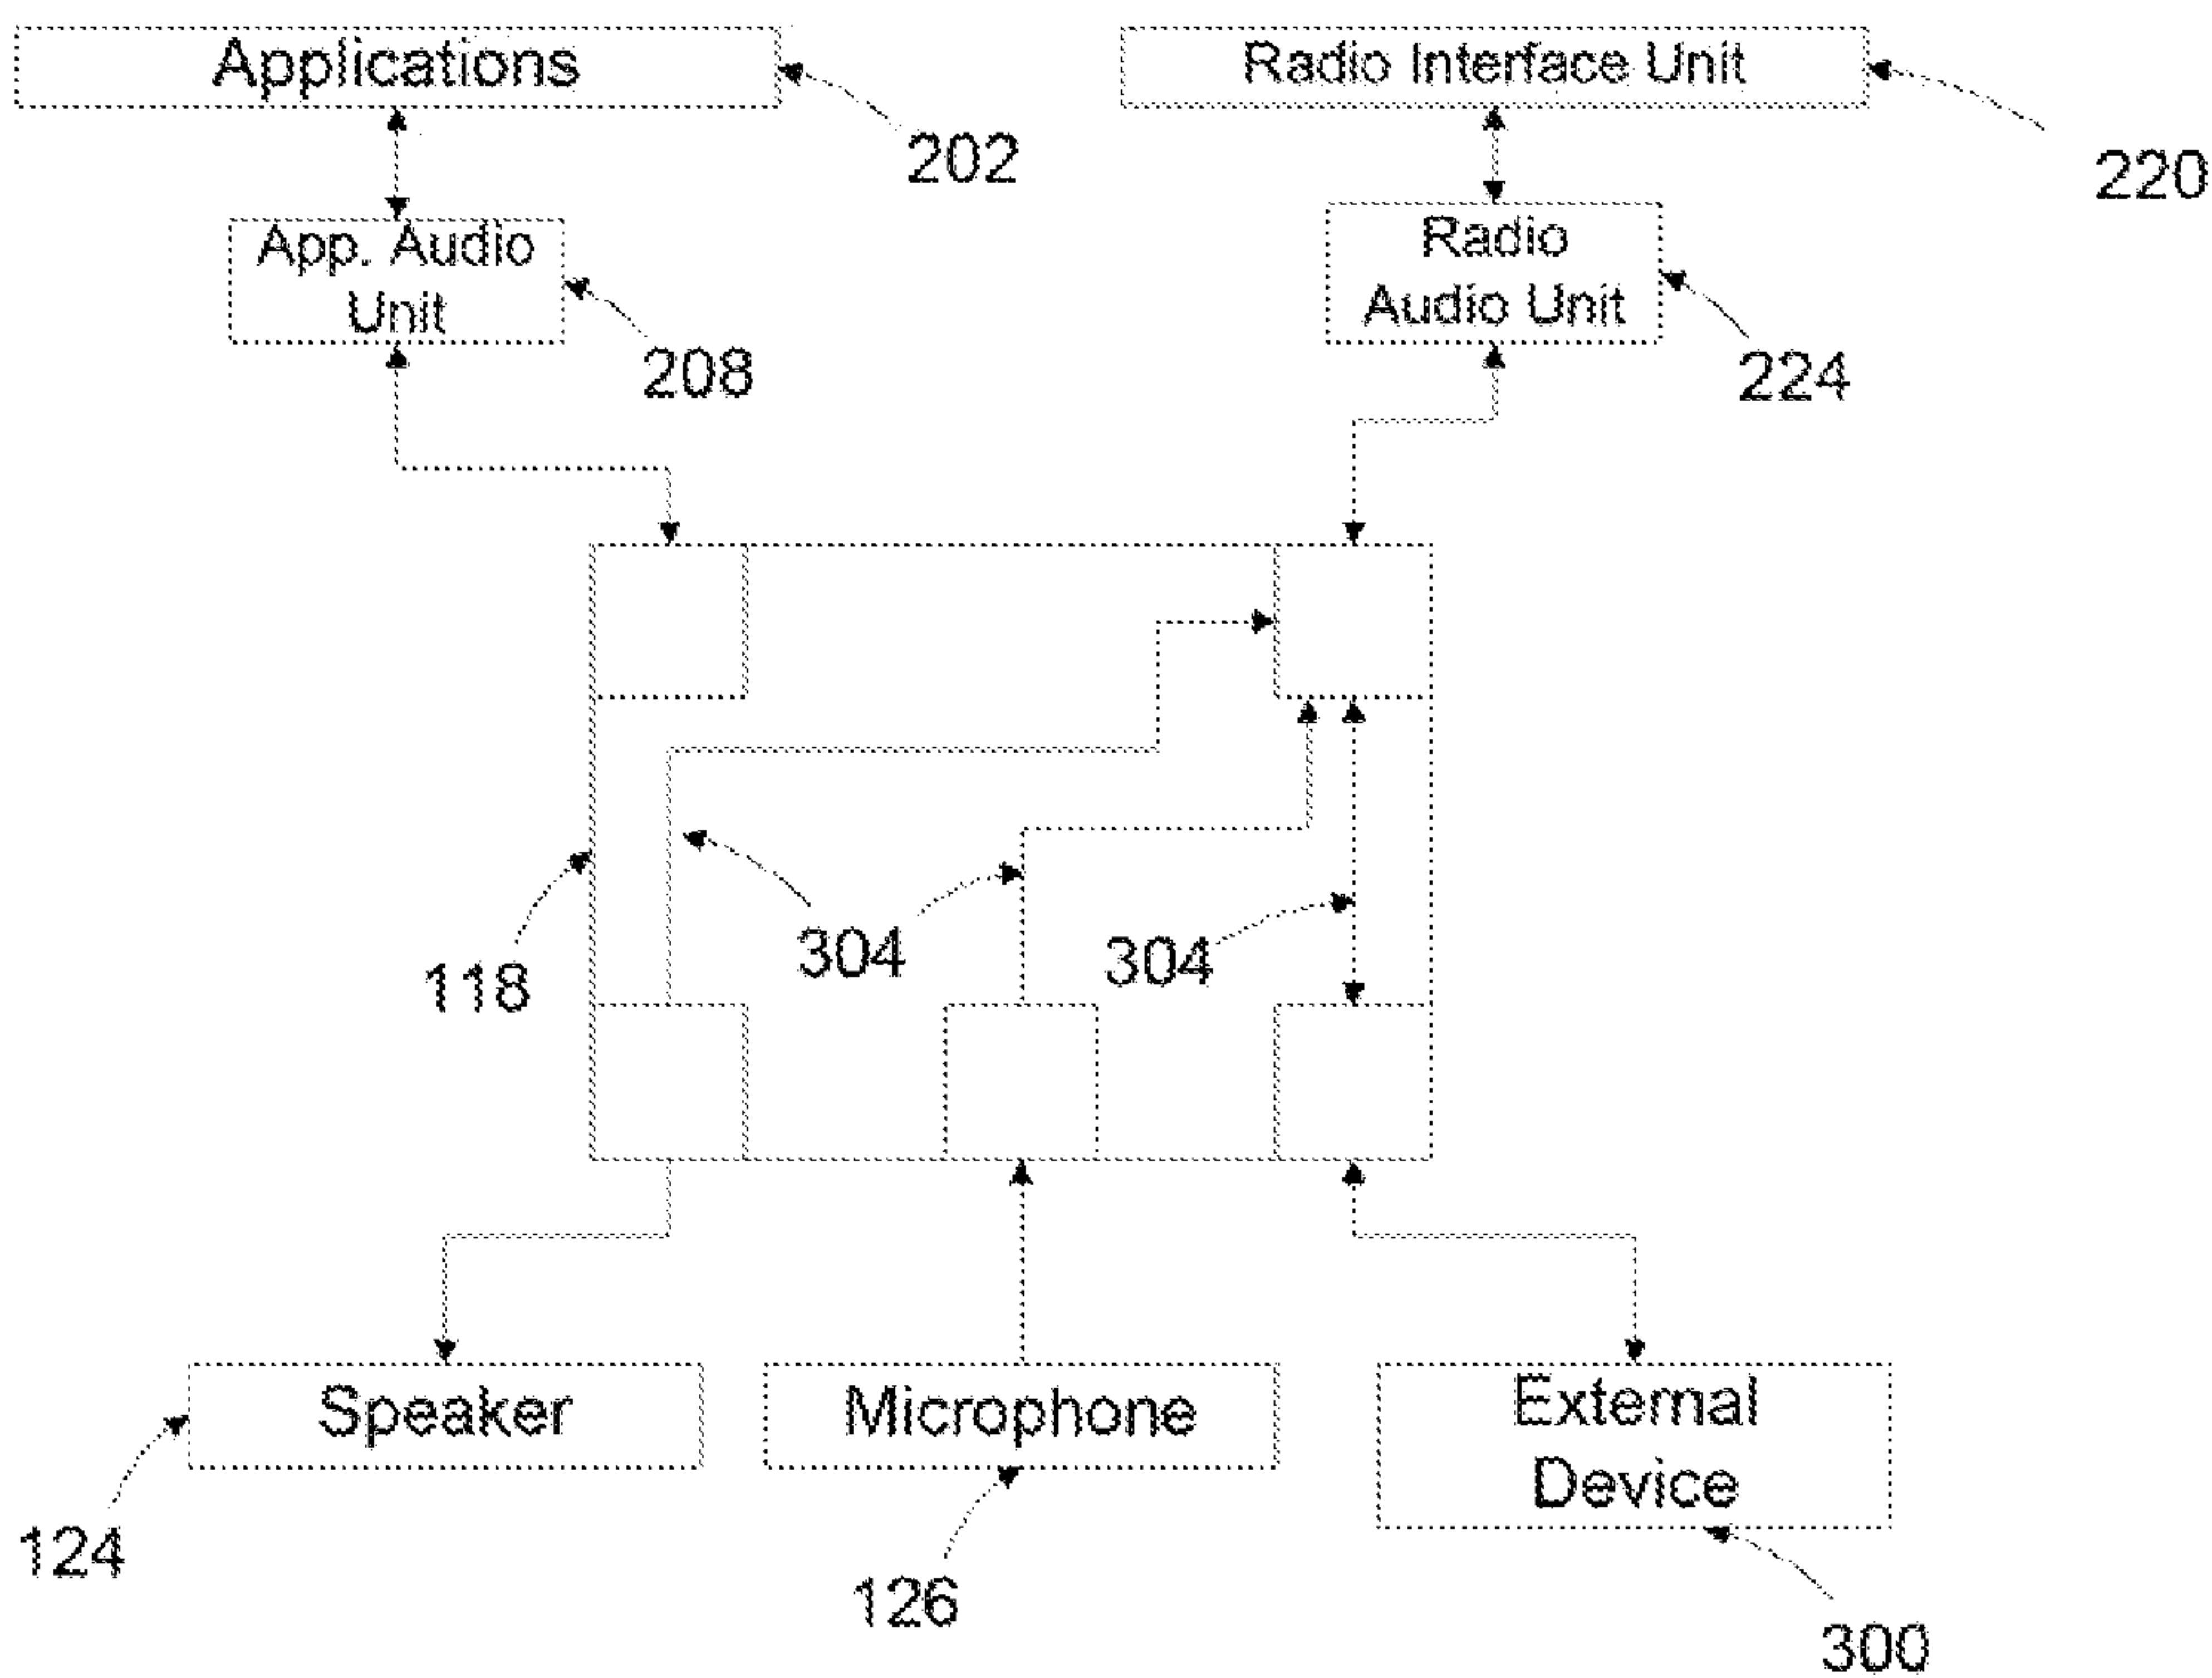 Applications
Radio Interface Unit
202
220
App. Audio
Unit
Radio
Audio Unit
208
224
304
304
118
Speaker
Microphone
External
Device
124
126
300